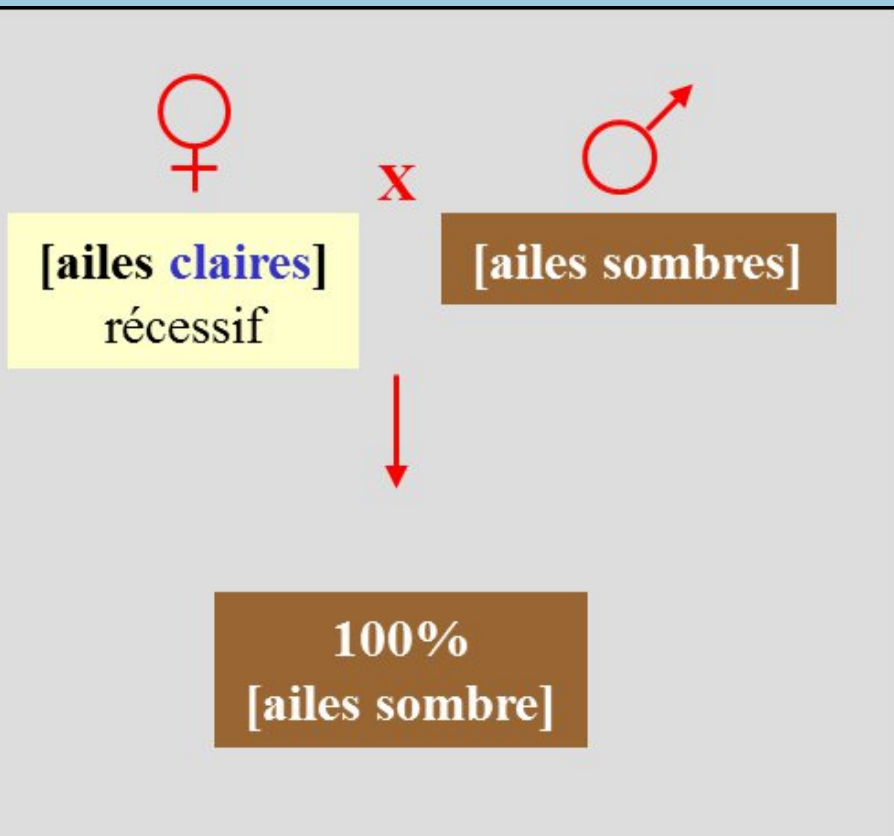 X
[ailes claires]
récessif
[ailes sombres]
100%
[ailes sombre]